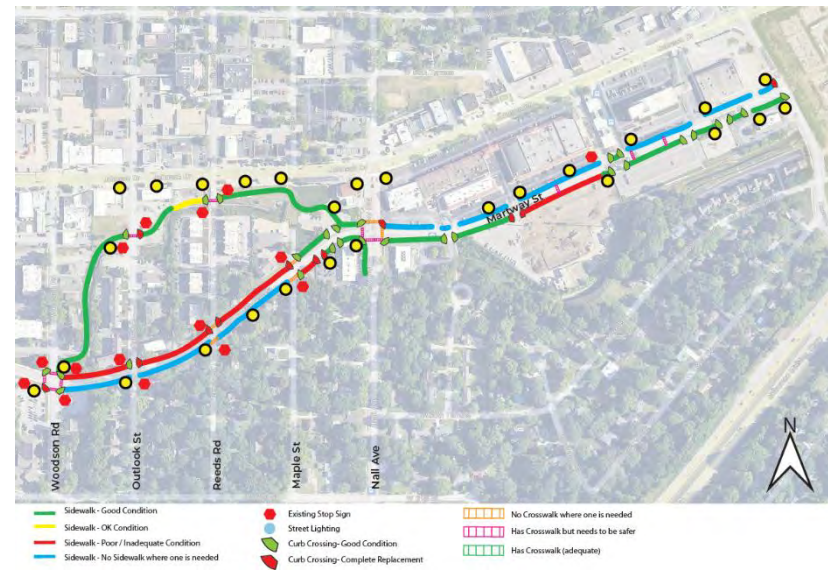 Martway St
N
Woodson Rd
Outlook St
Reeds Rd
Maple St
Nall Ave
Sidewalk - Good Condition
Sidewalk - OK Condition
Sidewalk - Poor / Inadequate Condition
Sidewalk - No Sidewalk where one is needed
Existing Stop Sign
Street Lighting
Curb Crossing- Good Condition
Curb Crossing- Complete Replacement
No Crosswalk where one is needed
Has Crosswalk but needs to be safer
Has Crosswalk (adequate)